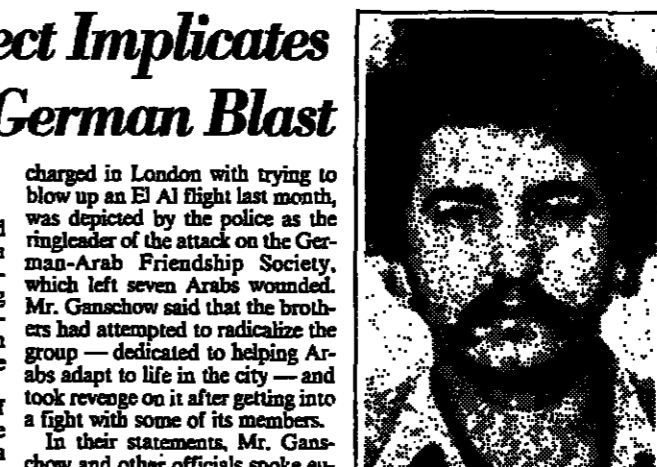 ect Implicates
German Blast
charged in London with trying to
blow up an El Al flight last month,
was depicted by the police as the
ringleader of the attack on the Ger-
man-Arab Friendship Society,
which left seven Arabs wounded.
Mr. Ganschow said that the broth-
ers had attempted to radicalize the
group — dedicated to helping Ar-
abs adapt to life in the city — and
took revenge on it after getting into
a fight with some of its members.
In their statements, Mr. Gans-
chow and other officials spoke